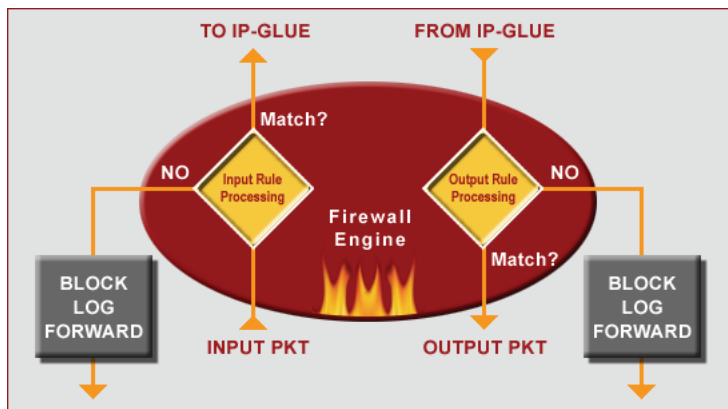 TO IP-GLUE
FROM IP-GLUE
Match?
NO
Input Rule
Processing
Output Rule
Processing
NO
Firewall
Engine
Match?
BLOCK
LOG
FORWARD
BLOCK
LOG
FORWARD
INPUT PKT
OUTPUT PKT